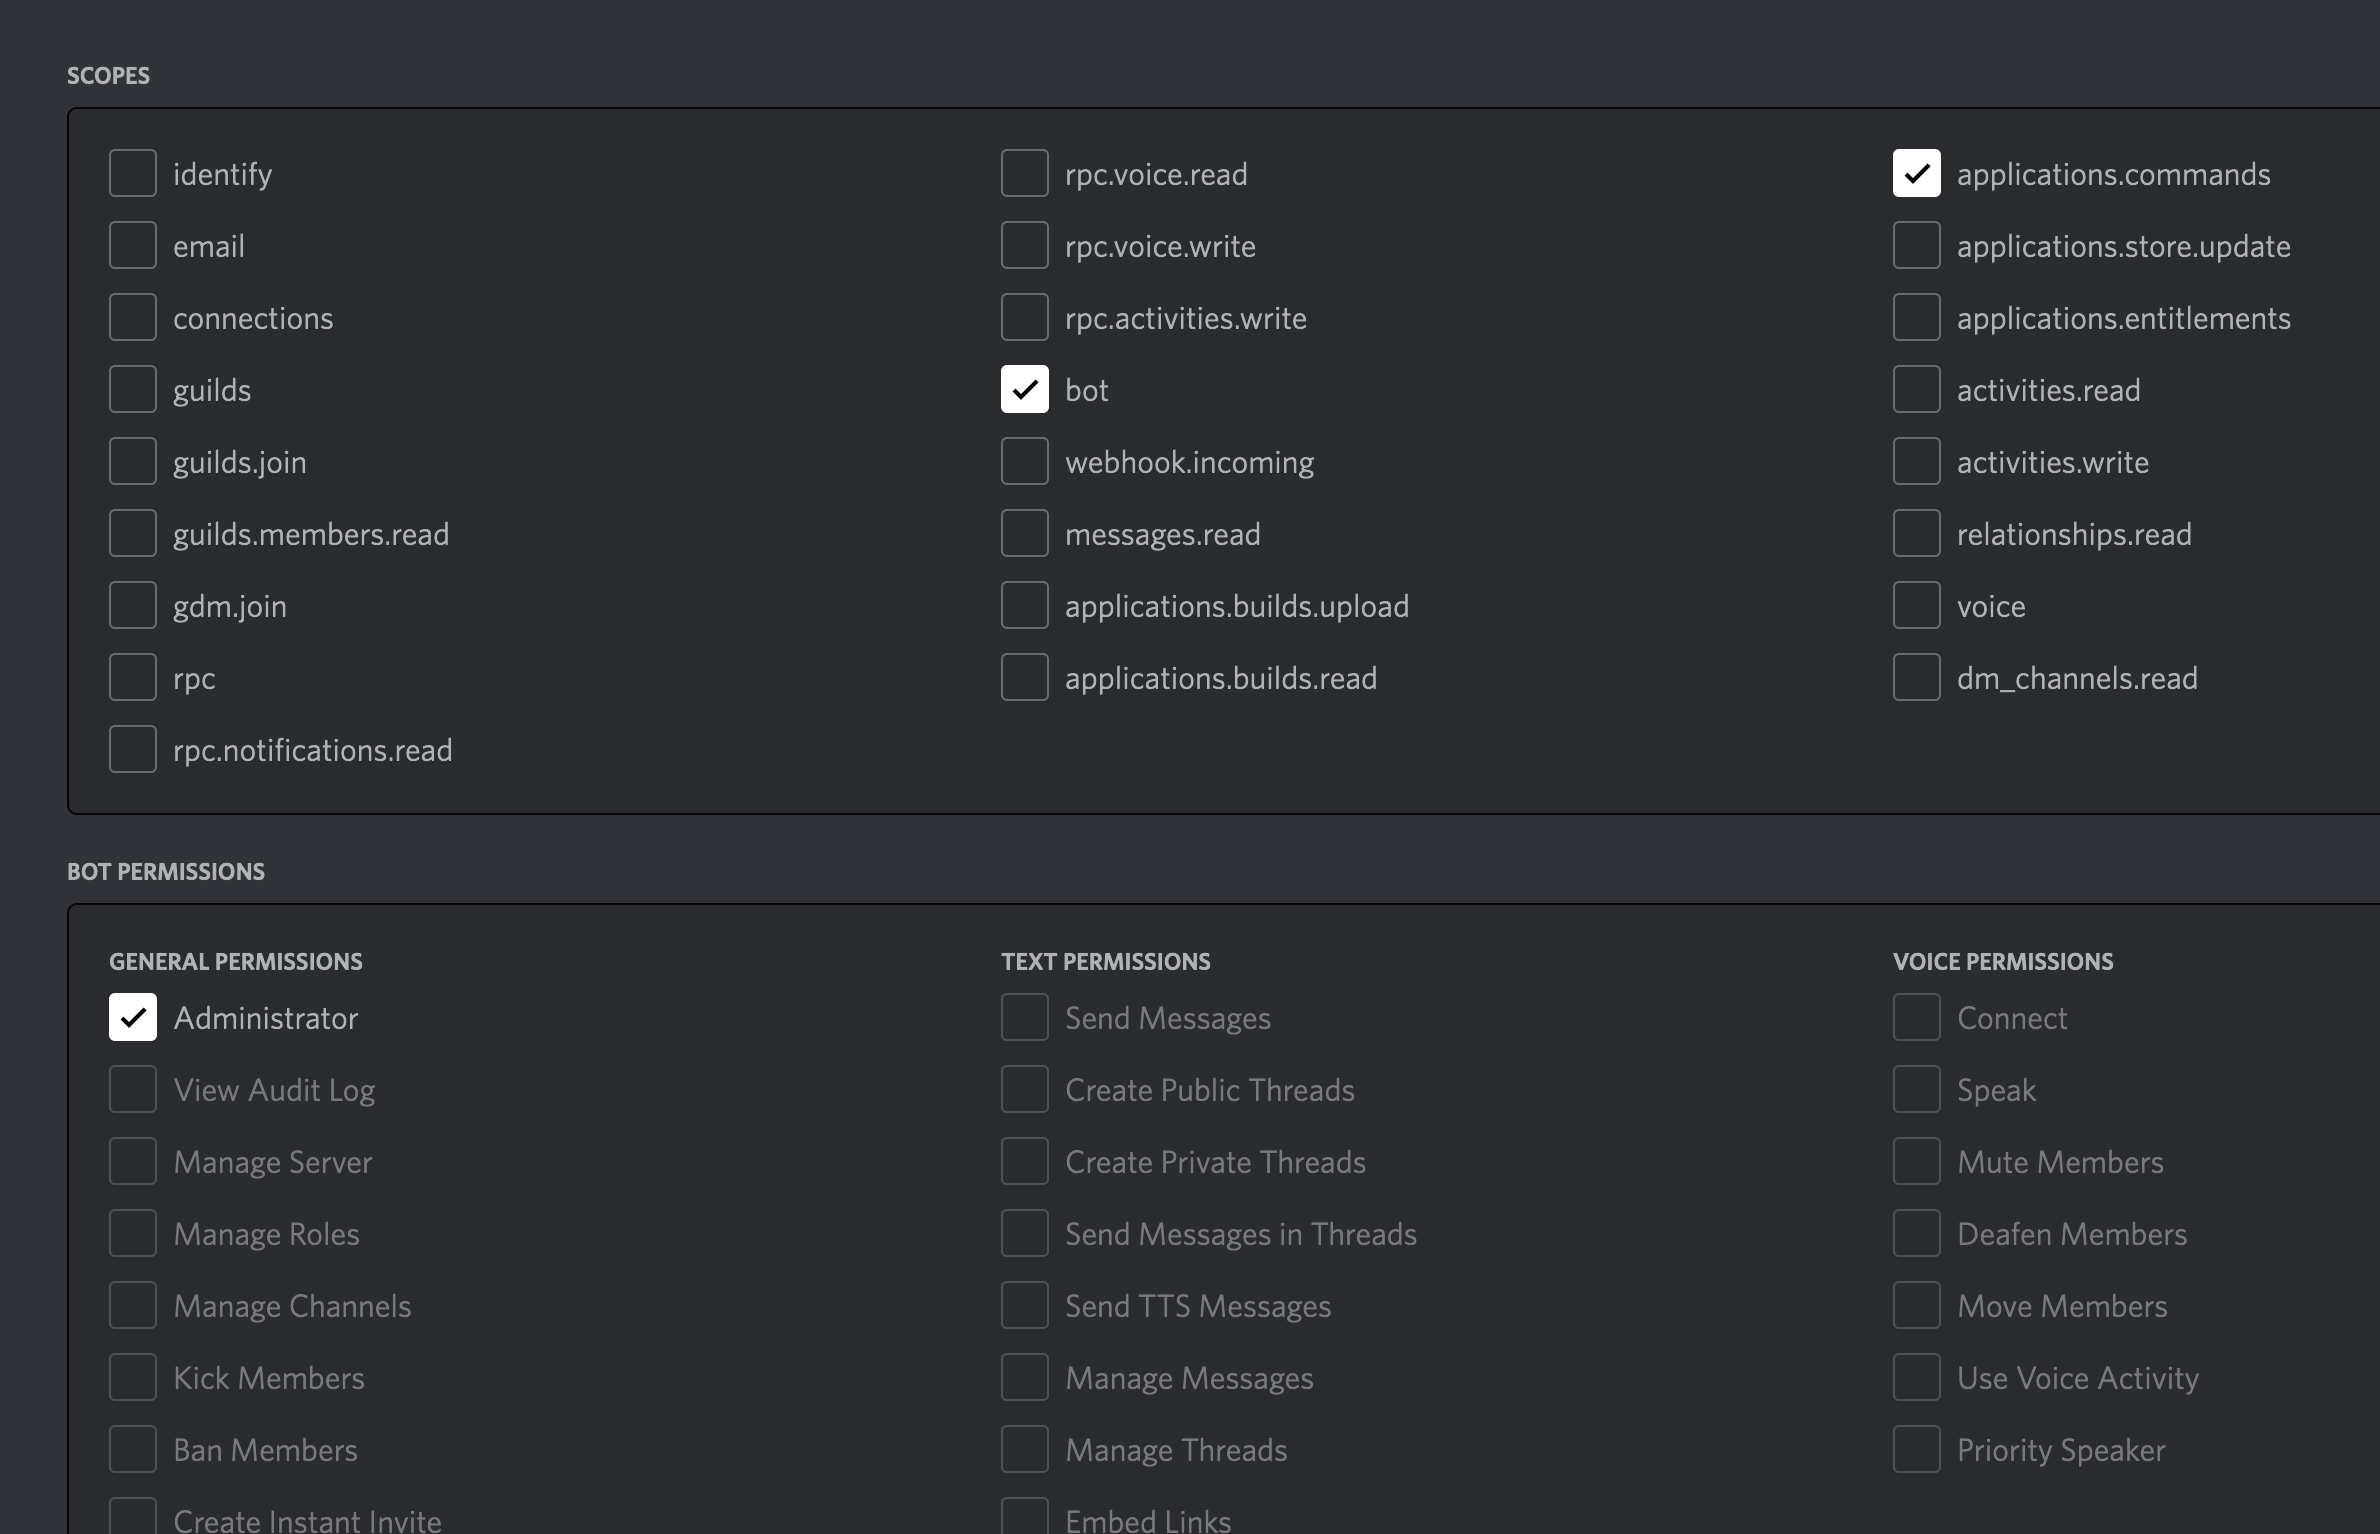 SCOPES
identify
email
connections
guilds
guilds.join
guilds.members.read
gdm.join
rpc
rpc.notifications.read
rpc.voice.read
rpc.voice.write
rpc.activities.write
bot
webhook.incoming
messages.read
applications.builds.upload
applications.builds.read
applications.commands
applications.store.update
applications.entitlements
activities.read
activities.write
relationships.read
voice
dm_channels.read
BOT PERMISSIONS
GENERAL PERMISSIONS
Administrator
View Audit Log
Manage Server
Manage Roles
Manage Channels
Kick Members
Ban Members
Create Instant Invite
TEXT PERMISSIONS
Send Messages
Create Public Threads
Create Private Threads
Send Messages in Threads
Send TTS Messages
Manage Messages
Manage Threads
Embed Links
VOICE PERMISSIONS
Connect
Speak
Mute Members
Deafen Members
Move Members
Use Voice Activity
Priority Speaker